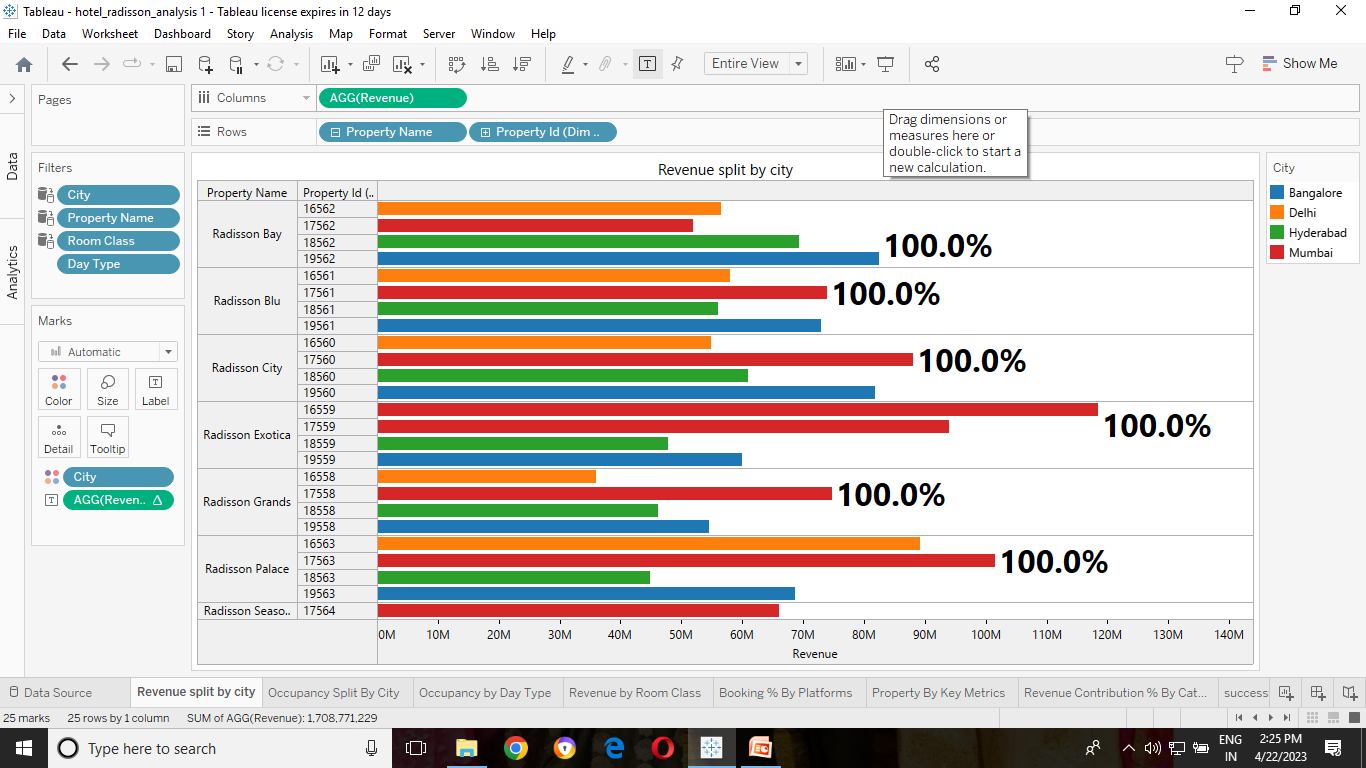 Tableau - hotel_radisson_analysis 1 - Tableau license expires in 12 days
File Data Worksheet Dashboard Story Analysis Map Format Server Window Help
Entire View
Show Me
Pages
Columns
AGG(Revenue)
Rows
Property Name
Property Id (Dim ..
Drag dimensions or
measures here or
double-click to start a
new calculation.
Data
Analytics
Filters
City
Property Name
Room Class
Day Type
Marks
Automatic
Color
Size
Label
Detail
Tooltip
City
AGG(Reven.. Δ
Revenue split by city
Property Name Property Id (..
Radisson Bay
16562
17562
18562
19562
100.0%
Radisson Blu
16561
17561
18561
19561
100.0%
Radisson City
16560
17560
18560
19560
100.0%
Radisson Exotica
16559
17559
18559
19559
100.0%
Radisson Grands
16558
17558
18558
19558
100.0%
Radisson Palace
16563
17563
18563
19563
100.0%
Radisson Seaso.. 17564
0M 10M 20M 30M 40M 50M 60M 70M 80M 90M 100M 110M 120M 130M 140M
Revenue
City
Bangalore
Delhi
Hyderabad
Mumbai
Data Source Revenue split by city Occupancy Split By City Occupancy by Day Type Revenue by Room Class Booking % By Platforms Property By Key Metrics Revenue Contribution % By Cat... success
25 marks 25 rows by 1 column SUM of AGG(Revenue): 1,708,771,229
Type here to search
ENG
IN
2:25 PM
4/22/2023